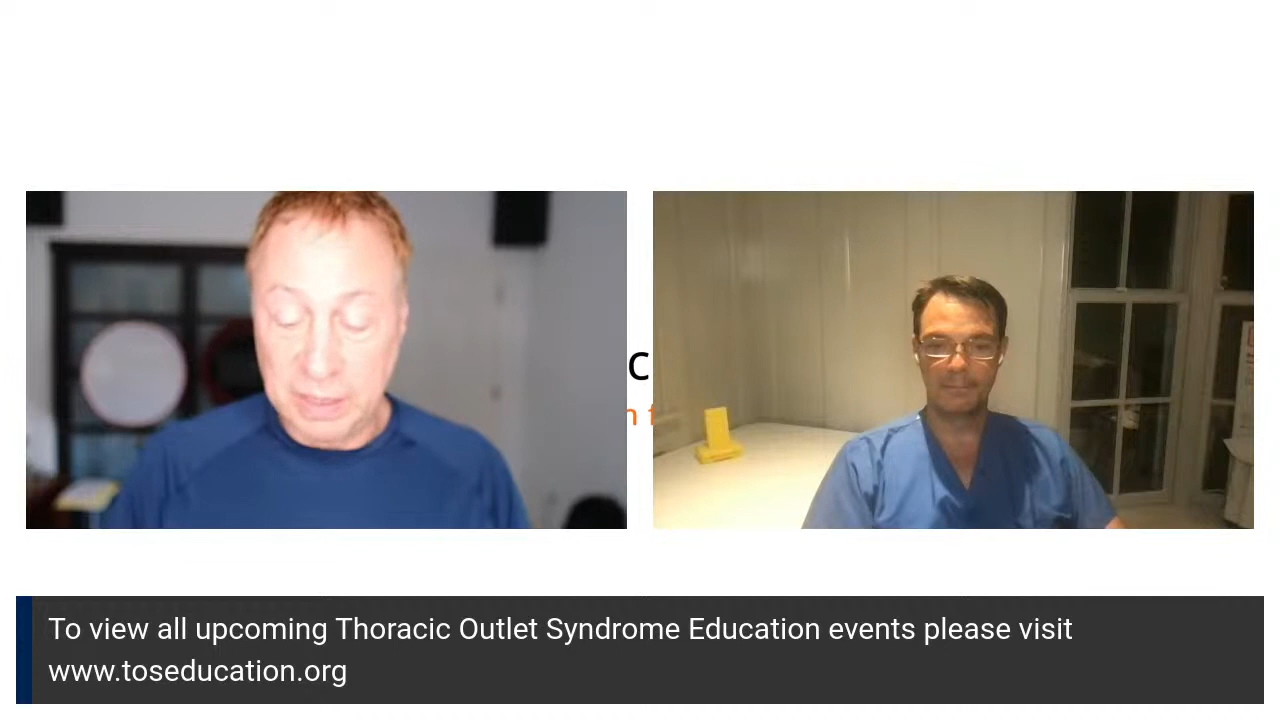 C
n f
To view all upcoming Thoracic Outlet Syndrome Education events please visit
www.toseducation.org